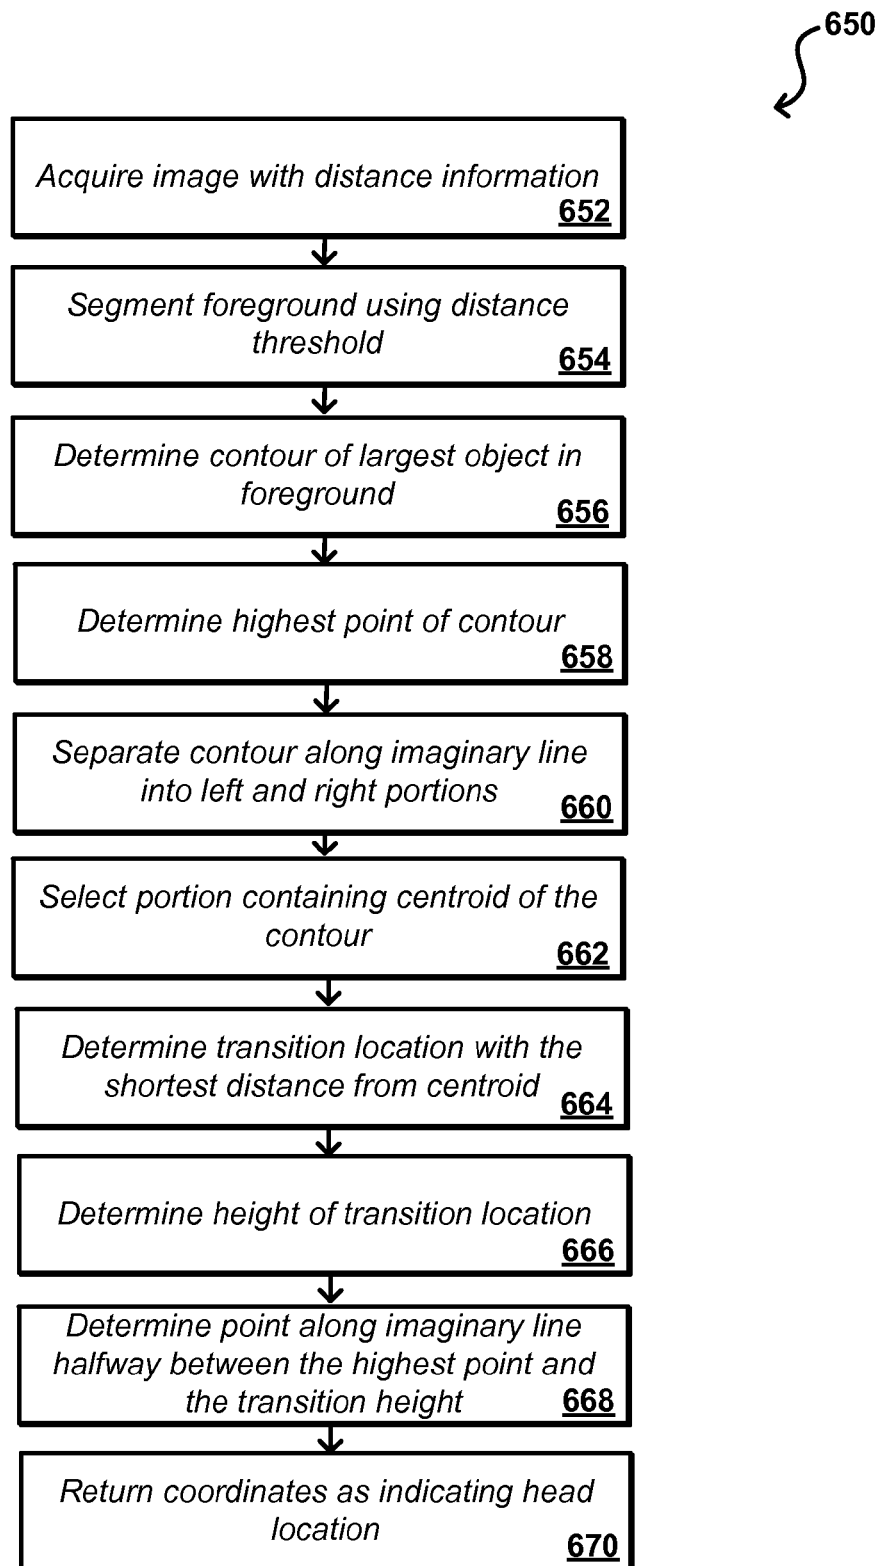 650
Acquire image with distance information
652
Segment foreground using distance
threshold
654
Determine contour of largest object in
foreground
656
Determine highest point of contour
658
Separate contour along imaginary line
into left and right portions
660
Select portion containing centroid of the
contour
662
Determine transition location with the
shortest distance from centroid
664
Determine height of transition location
666
Determine point along imaginary line
halfway between the highest point and
the transition height
668
Return coordinates as indicating head
location
670